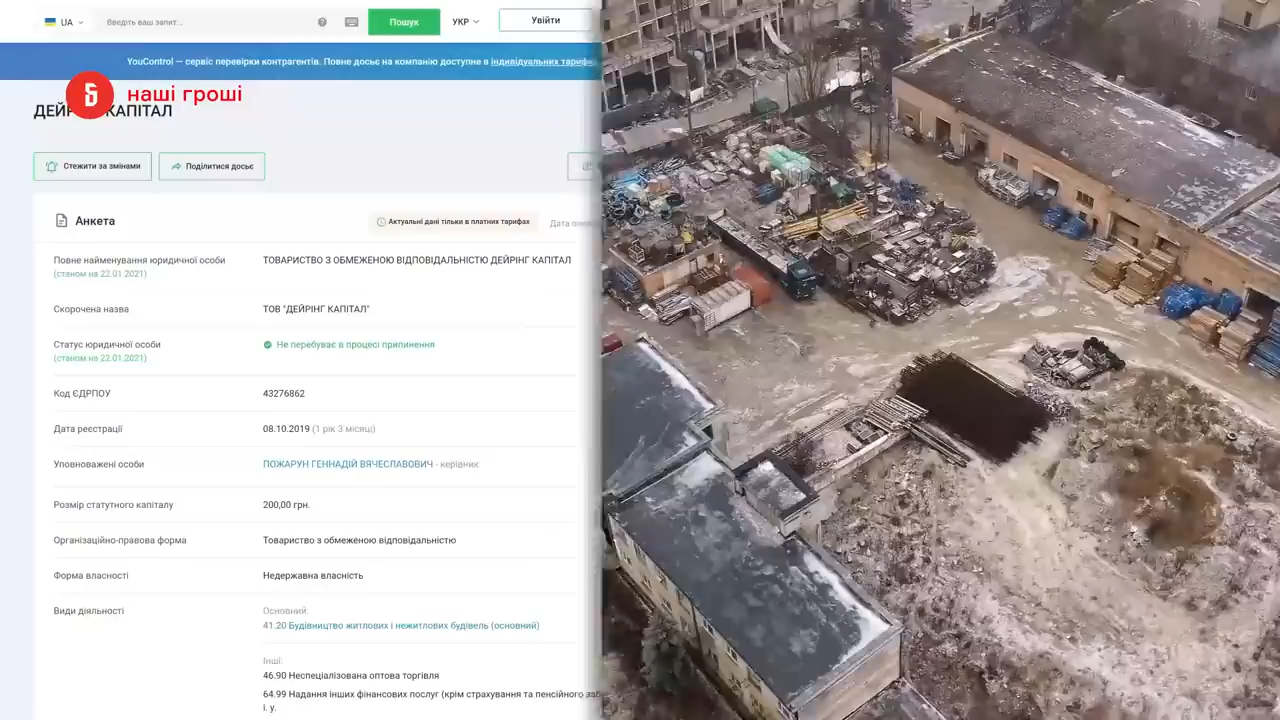 UA
Введіть ваш запит...
Пошук
УКР
Увійти
YouControl — сервіс перевірки контрагентів. Повне досьє на компанію доступне в індивідуальних
наші гроші
КАПІТАЛ
Стежити за змінами
Поділитися досьє
Анкета
Актуальні дані тільки в платних тарифах
Дата
Повне найменування юридичної особи
(станом на 22.01.2021)
ТОВАРИСТВО З ОБМЕЖЕНОЮ ВІДПОВІДАЛЬНІСТЮ ДЕЙРІНГ КАПІТАЛ
Скорочена назва
ТОВ "ДЕЙРІНГ КАПІТАЛ"
Статус юридичної особи
(станом на 22.01.2021)
Не перебуває в процесі припинення
Код ЄДРПОУ
43276862
Дата реєстрації
08.10.2019 (1 рік 3 місяці)
Уповноважені особи
ПОЖАРУН ГЕННАДІЙ ВЯЧЕСЛАВОВИЧ - керівник
Розмір статутного капіталу
200,00 грн.
Організаційно-правова форма
Товариство з обмеженою відповідальністю
Форма власності
Недержавна власність
Види діяльності
Основний:
41.20 Будівництво житлових і нежитлових будівель (основний)
Інші:
46.90 Неспеціалізована оптова торгівля
64.99 Надання інших фінансових послуг (крім страхування та пенсійного
і. у.